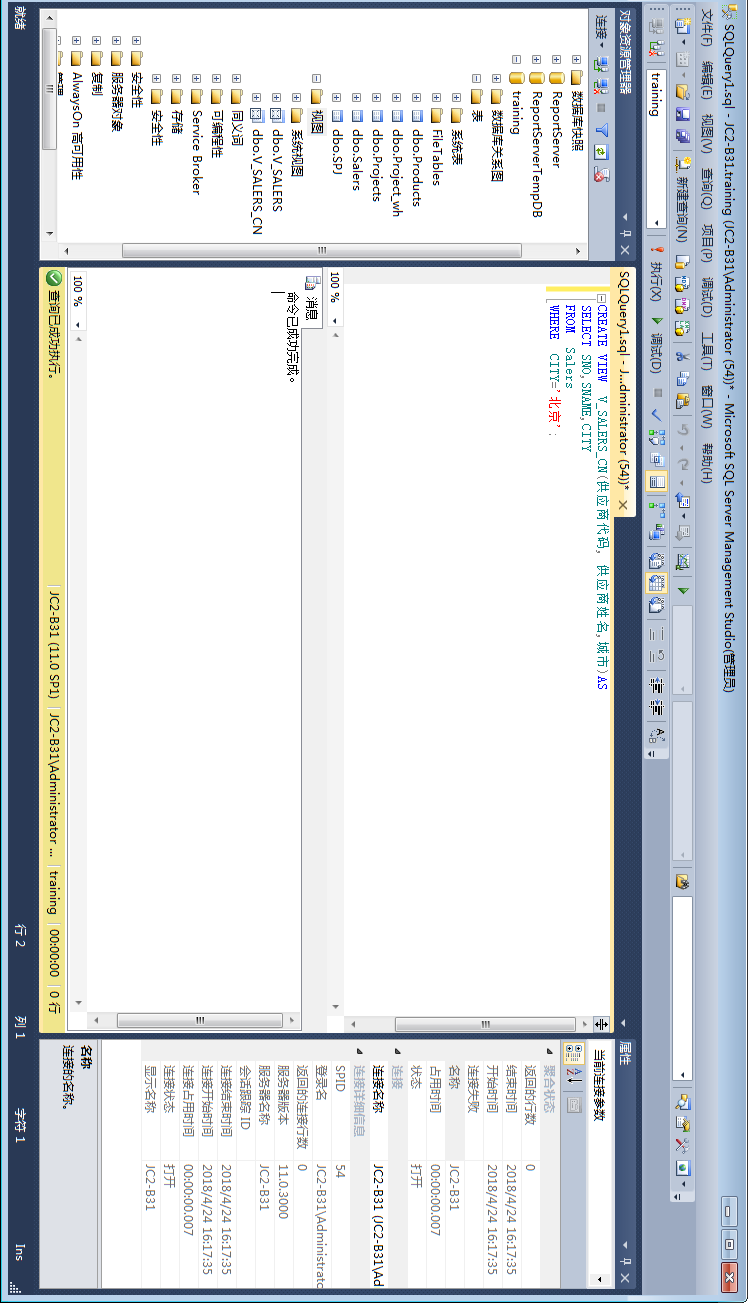 SQLQuery1.sql - JC2-B31.training (JC2-B31\Administrator (54))* - Microsoft SQL Server Management Studio(管理员)
文件(F) 编辑(E) 视图(V) 查询(Q) 项目(P) 调试(D) 工具(T) 窗口(W) 帮助(H)
新建查询(N)
training
执行(X)
调试(D)
对象资源管理器
连接
数据库快照
ReportServer
ReportServerTempDB
training
数据库关系图
表
系统表
FileTables
dbo.Products
dbo.Project_wh
dbo.Projects
dbo.Salers
dbo.SPJ
视图
系统视图
dbo.V_SALERS
dbo.V_SALERS_CN
同义词
可编程性
Service Broker
存储
安全性
安全性
服务器对象
复制
AlwaysOn 高可用性
SQLQuery1.sql - J...dministrator (54))*
CREATE VIEW V_SALERS_CN(供应商代码, 供应商姓名,城市)AS
SELECT SNO,SNAME,CITY
FROM Salers
WHERE CITY='北京';
100 %
消息
命令已成功完成。
100 %
查询已成功执行。
JC2-B31 (11.0 SP1)
JC2-B31\Administrator ...
training
00:00:00
0 行
属性
当前连接参数
聚合状态
返回的行数 0
结束时间 2018/4/24 16:17:35
开始时间 2018/4/24 16:17:35
连接失败
名称 JC2-B31
占用时间 00:00:00.007
状态 打开
连接
连接名称 JC2-B31 (JC2-B31\Ad
连接详细信息
SPID 54
登录名 JC2-B31\Administratc
返回的连接行数 0
服务器版本 11.0.3000
服务器名称 JC2-B31
会话跟踪 ID
连接结束时间 2018/4/24 16:17:35
连接开始时间 2018/4/24 16:17:35
连接占用时间 00:00:00.007
连接状态 打开
显示名称 JC2-B31
名称
连接的名称。
就绪
行 2
列 1
字符 1
Ins